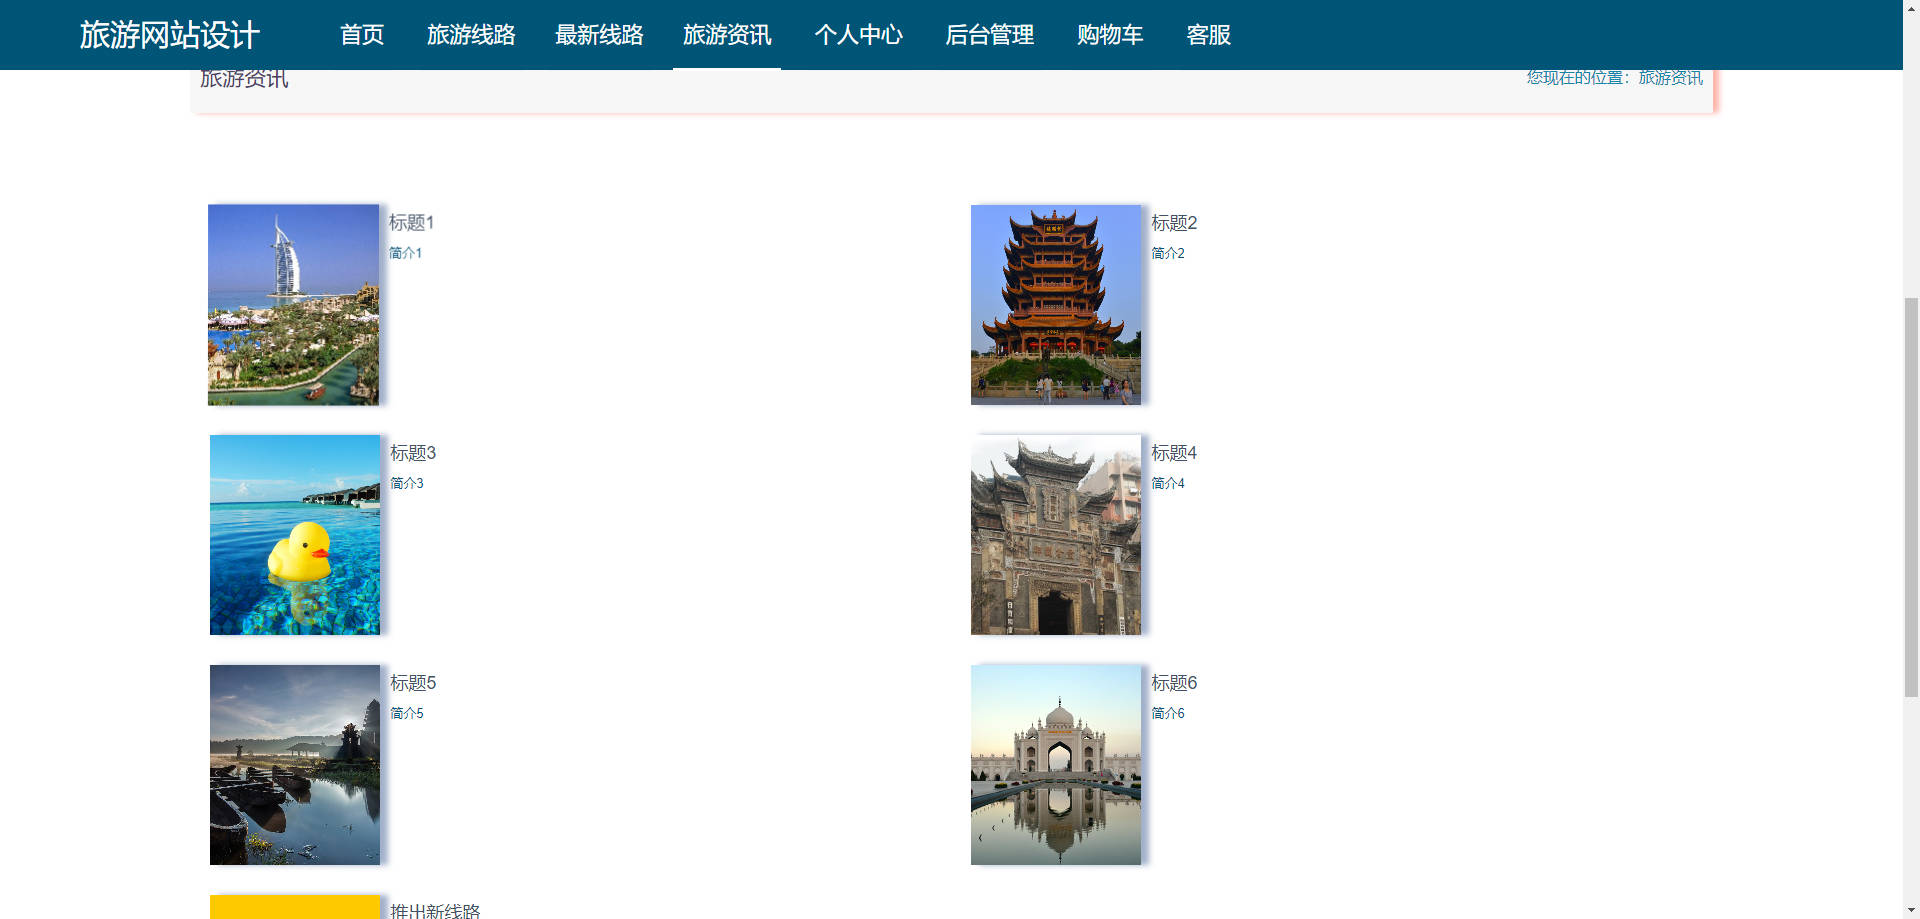 旅游网站设计 首页 旅游线路 最新线路 旅游资讯 个人中心 后台管理 购物车 客服
旅游资讯 您现在的位置：旅游资讯
标题1
简介1
标题2
简介2
标题3
简介3
标题4
简介4
标题5
简介5
标题6
简介6
推出新线路